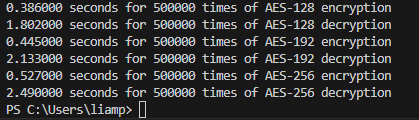 0.386000 seconds for 500000 times of AES-128 encryption
1.802000 seconds for 500000 times of AES-128 decryption
0.445000 seconds for 500000 times of AES-192 encryption
2.133000 seconds for 500000 times of AES-192 decryption
0.527000 seconds for 500000 times of AES-256 encryption
2.490000 seconds for 500000 times of AES-256 decryption
PS C:\Users\liamp>